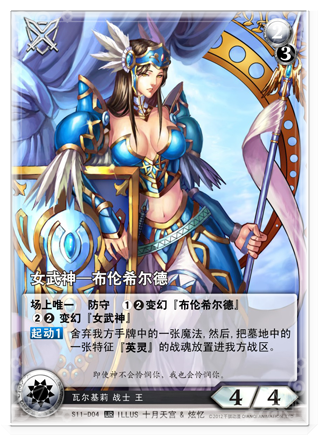 2
3
女武神—布伦希尔德
场上唯一 防守 1❷变幻『布伦希尔德』
2❷变幻『女武神』
起动1 舍弃我方手牌中的一张魔法,然后,把墓地中的
一张特征『英灵』的战魂放置进我方战区。
即使神不会怜悯你，我也会怜悯你。
瓦尔基莉 战士 王
S11-004 ILLUS 十月天宫 & 炫忆
4/4